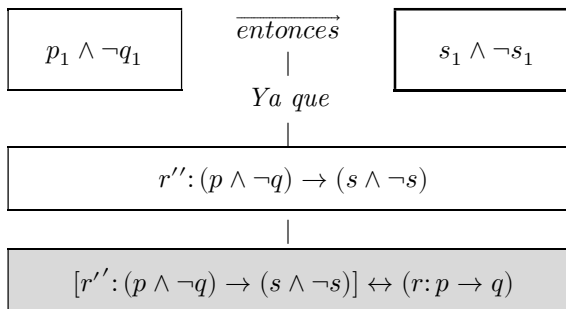 p₁ ∧ ¬q₁ entonces s₁ ∧ ¬s₁
Ya que
r′′: (p ∧ ¬q) → (s ∧ ¬s)
[r′′: (p ∧ ¬q) → (s ∧ ¬s)] ↔ (r: p → q)